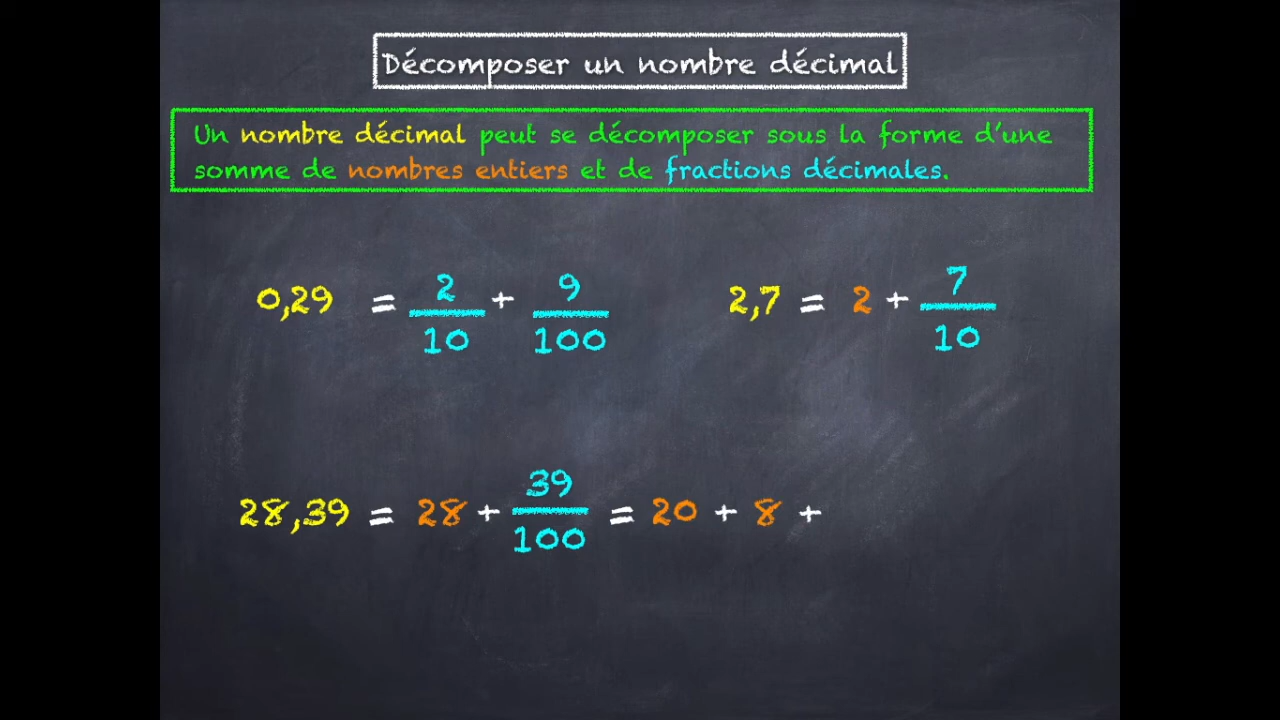 Décomposer un nombre décimal
Un nombre décimal peut se décomposer sous la forme d'une
somme de nombres entiers et de fractions décimales.
0,29 = 2/10 + 9/100
2,7 = 2 + 7/10
28,39 = 28 + 39/100 = 20 + 8 +